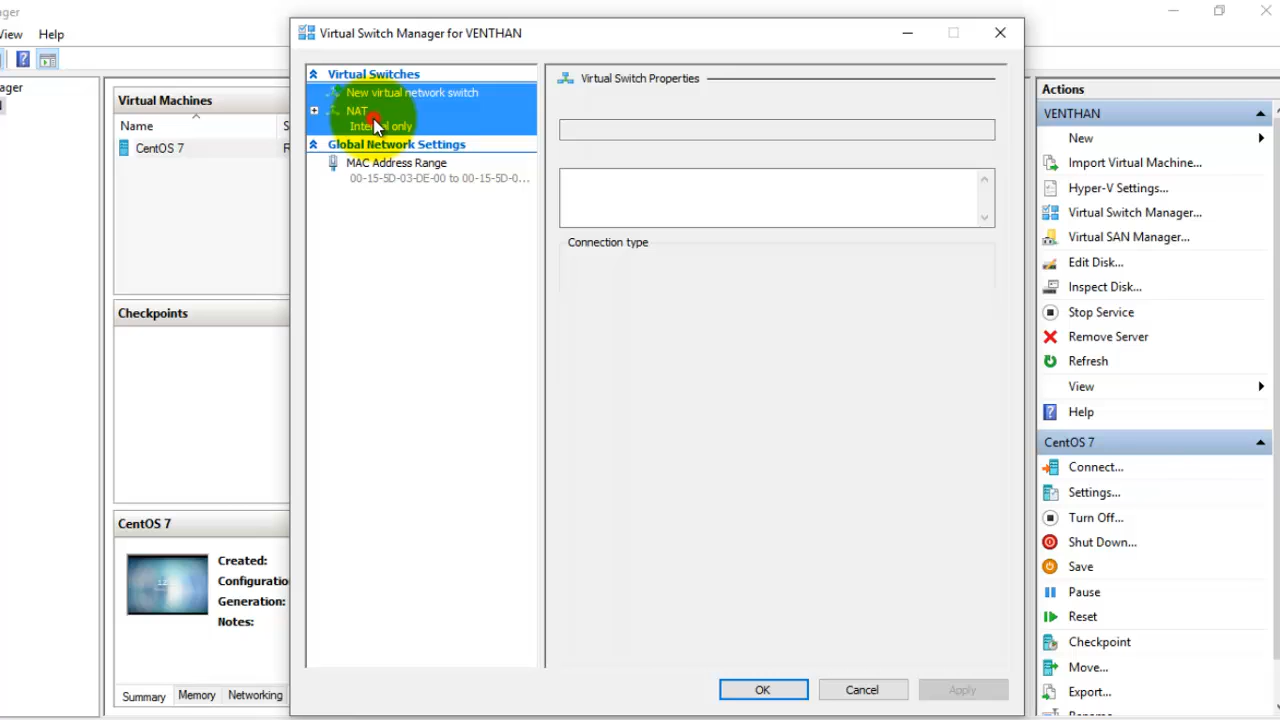 ager
View
Help
ager
Virtual Machines
Name
S
CentOS 7
R
Checkpoints
CentOS 7
Created:
Configuratio
Generation:
Notes:
Summary
Memory
Networking
Virtual Switch Manager for VENTHAN
Virtual Switches
New virtual network switch
NAT
Internal only
Global Network Settings
MAC Address Range
00-15-5D-03-DE-00 to 00-15-5D-0...
Virtual Switch Properties
Connection type
OK
Cancel
Apply
Actions
VENTHAN
New
Import Virtual Machine...
Hyper-V Settings...
Virtual Switch Manager...
Virtual SAN Manager...
Edit Disk...
Inspect Disk...
Stop Service
Remove Server
Refresh
View
Help
CentOS 7
Connect...
Settings...
Turn Off...
Shut Down...
Save
Pause
Reset
Checkpoint
Move...
Export...